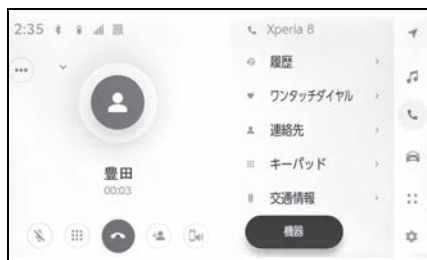 2:35
豊田
00:03
Xperia 8
履歴
ワンタッチダイヤル
連絡先
キーパッド
交通情報
機器